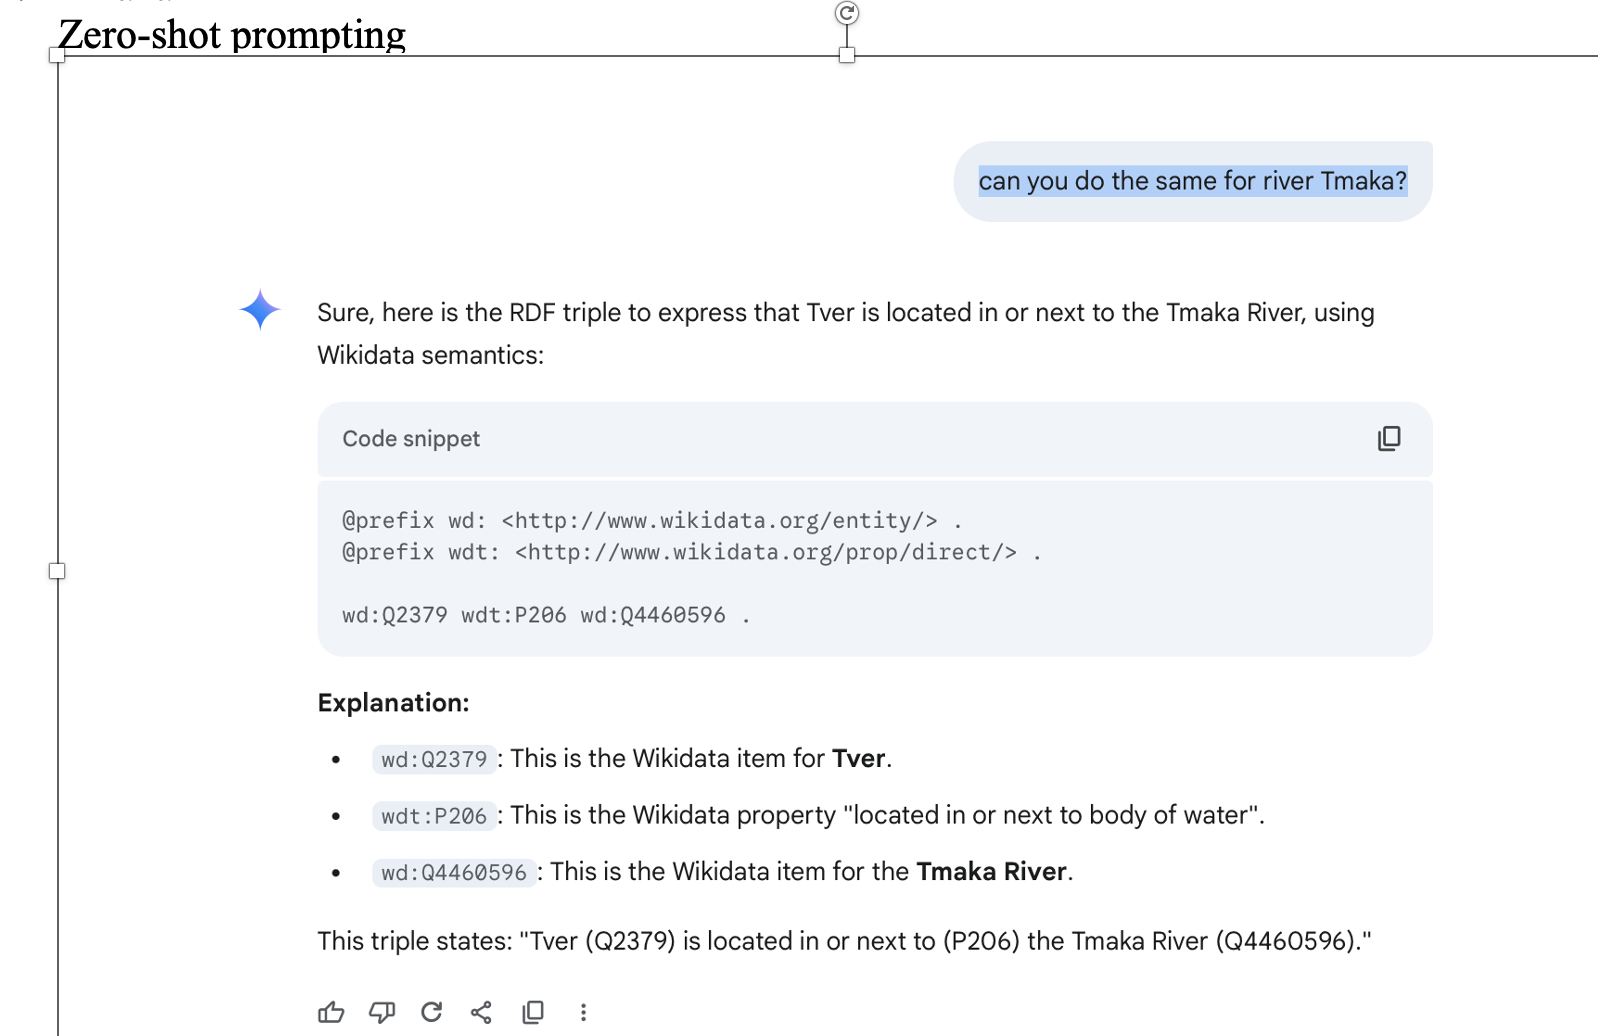 Zero-shot prompting
can you do the same for river Tmaka?
Sure, here is the RDF triple to express that Tver is located in or next to the Tmaka River, using
Wikidata semantics:
Code snippet
@prefix wd: <http://www.wikidata.org/entity/> .
@prefix wdt: <http://www.wikidata.org/prop/direct/> .
wd:Q2379 wdt:P206 wd:Q4460596 .
Explanation:
• wd:Q2379 : This is the Wikidata item for Tver.
• wdt:P206 : This is the Wikidata property "located in or next to body of water".
• wd:Q4460596 : This is the Wikidata item for the Tmaka River.
This triple states: "Tver (Q2379) is located in or next to (P206) the Tmaka River (Q4460596)."